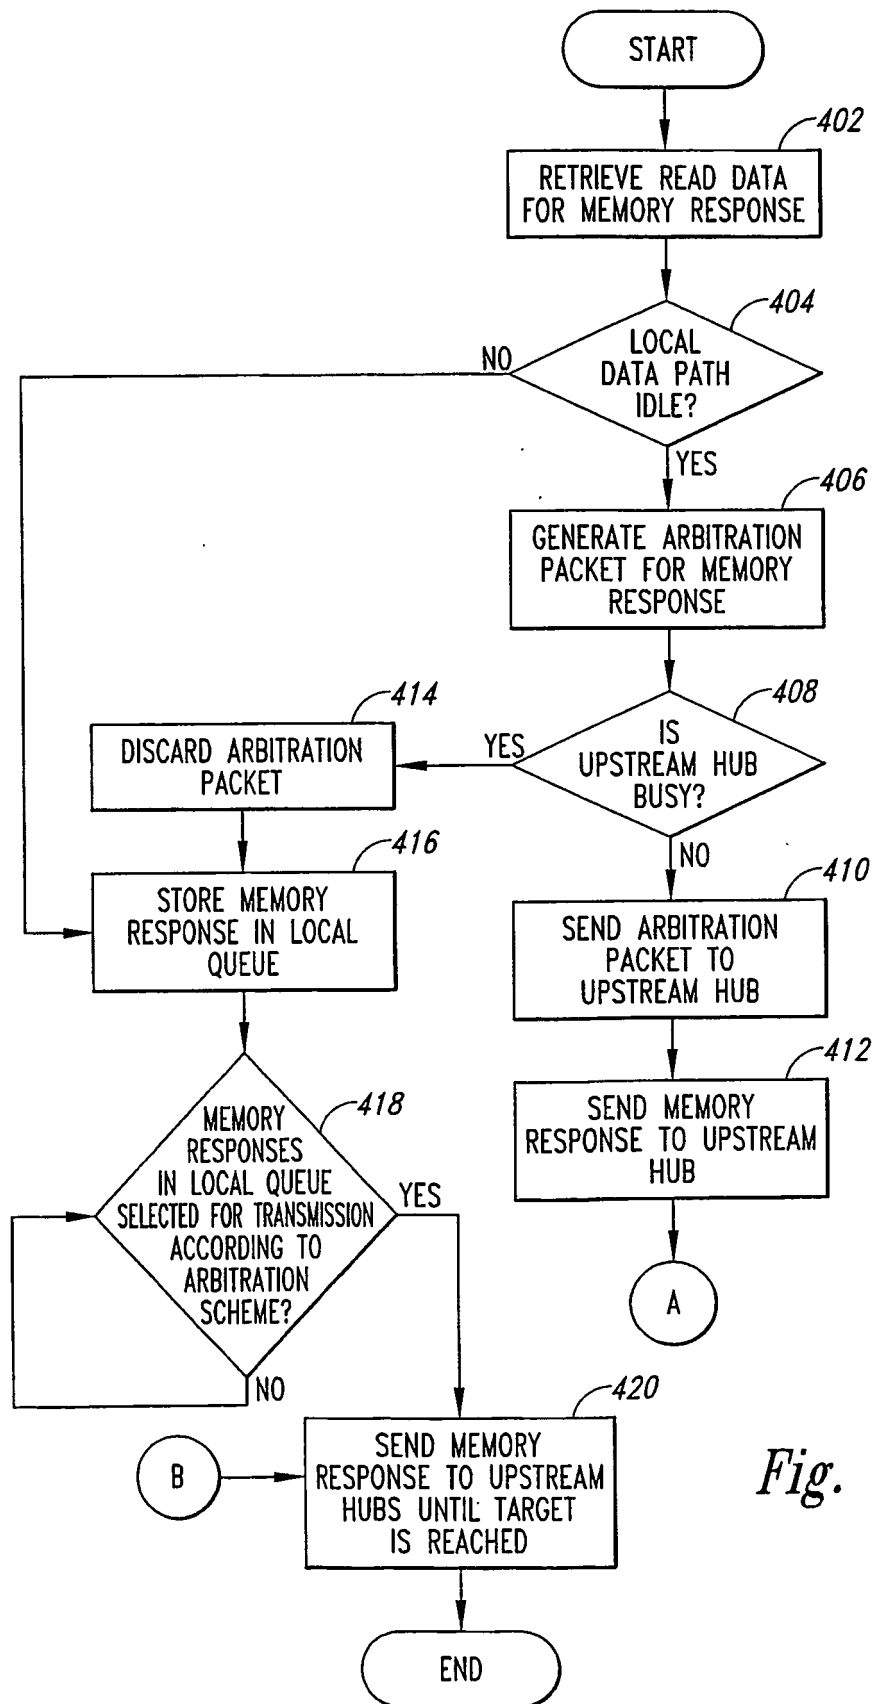 START
402
RETRIEVE READ DATA
FOR MEMORY RESPONSE
404
LOCAL
DATA PATH
IDLE?
NO
YES
406
GENERATE ARBITRATION
PACKET FOR MEMORY
RESPONSE
408
IS
UPSTREAM HUB
BUSY?
YES
NO
414
DISCARD ARBITRATION
PACKET
416
STORE MEMORY
RESPONSE IN LOCAL
QUEUE
410
SEND ARBITRATION
PACKET TO
UPSTREAM HUB
412
SEND MEMORY
RESPONSE TO UPSTREAM
HUB
A
418
MEMORY
RESPONSES
IN LOCAL QUEUE
SELECTED FOR TRANSMISSION
ACCORDING TO
ARBITRATION
SCHEME?
YES
NO
420
B
SEND MEMORY
RESPONSE TO UPSTREAM
HUBS UNTIL TARGET
IS REACHED
END
Fig.